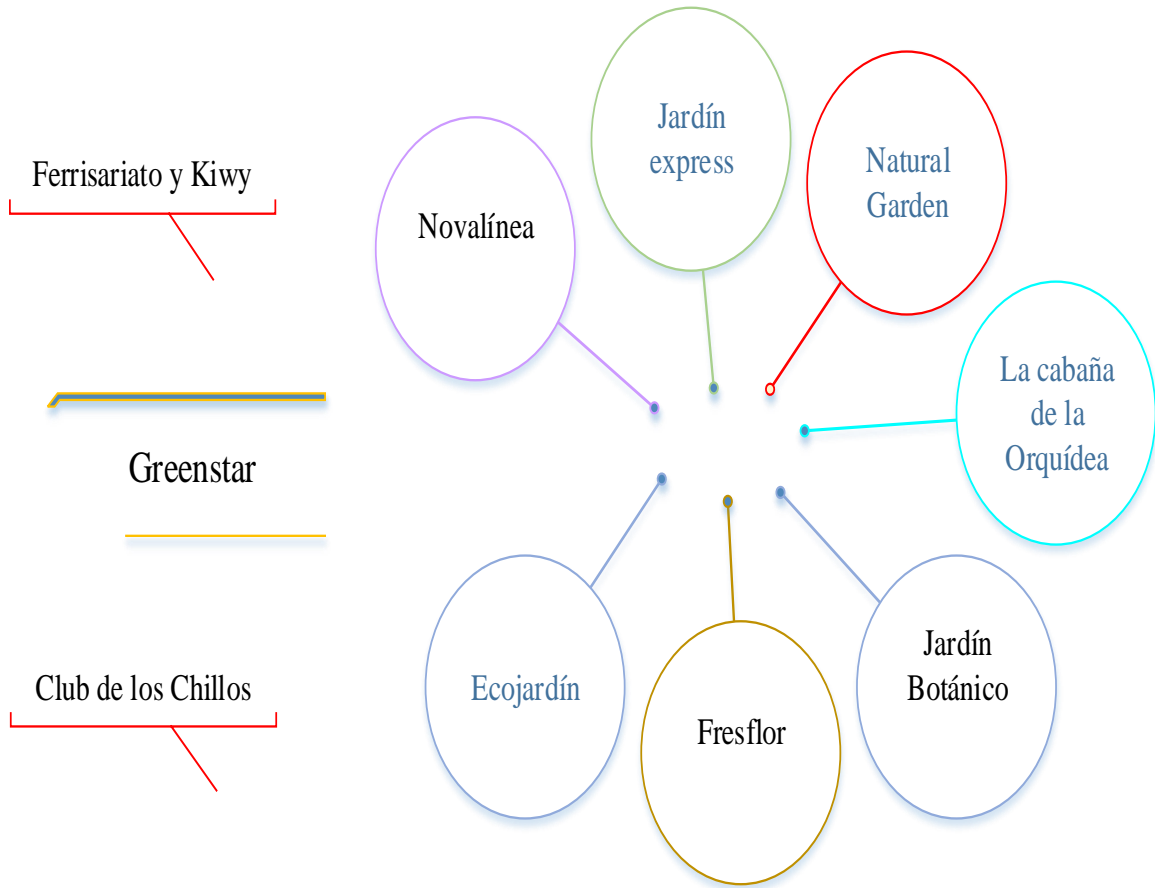 Ferrisariato y Kiwy
Greenstar
Club de los Chillos
Novalínea
Jardín
express
Natural
Garden
La cabaña
de la
Orquídea
Ecojardín
Fresflor
Jardín
Botánico